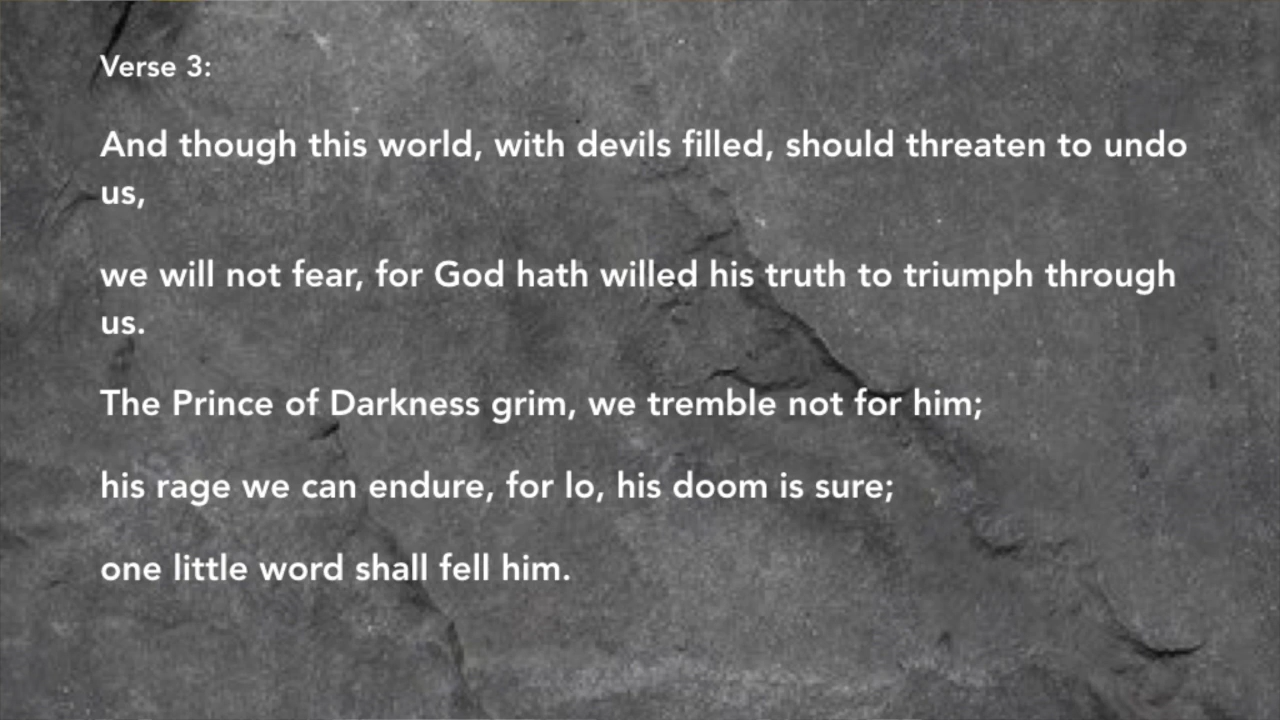 Verse 3:
And though this world, with devils filled, should threaten to undo
us,
we will not fear, for God hath willed his truth to triumph through
us.
The Prince of Darkness grim, we tremble not for him;
his rage we can endure, for lo, his doom is sure;
one little word shall fell him.